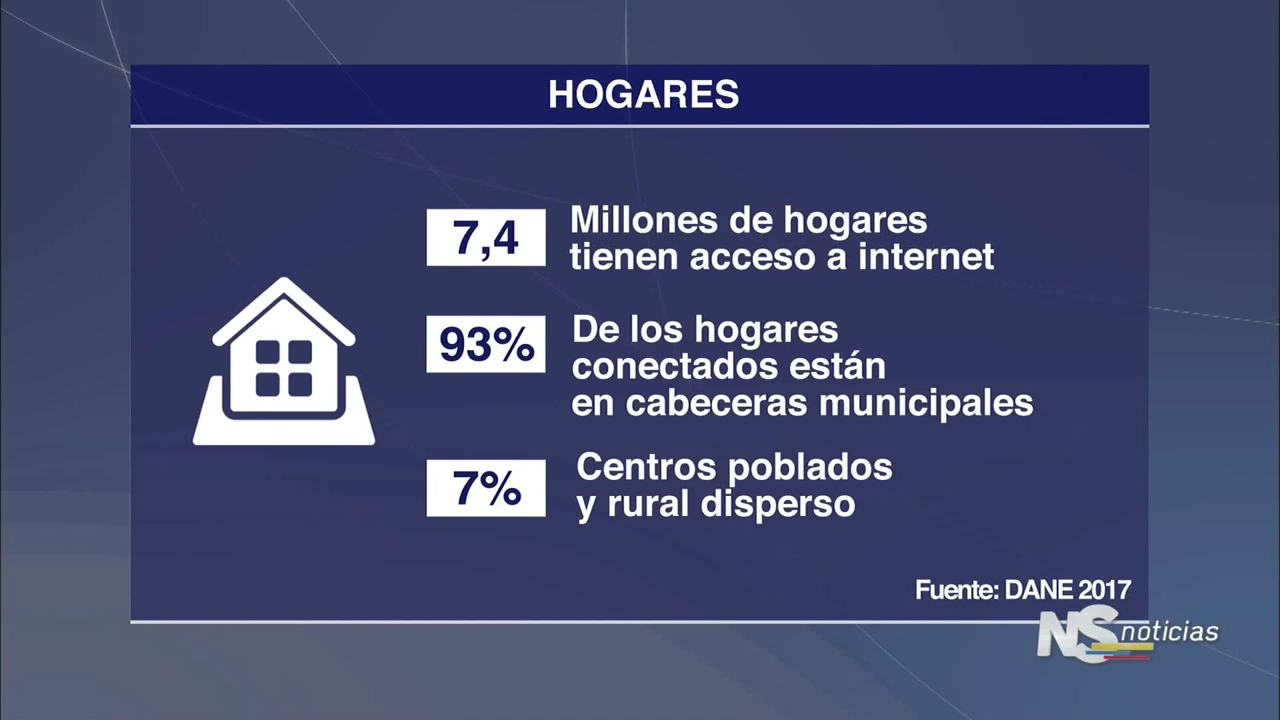 HOGARES
7,4
Millones de hogares
tienen acceso a internet
93%
De los hogares
conectados están
en cabeceras municipales
7%
Centros poblados
y rural disperso
Fuente: DANE 2017
NS noticias